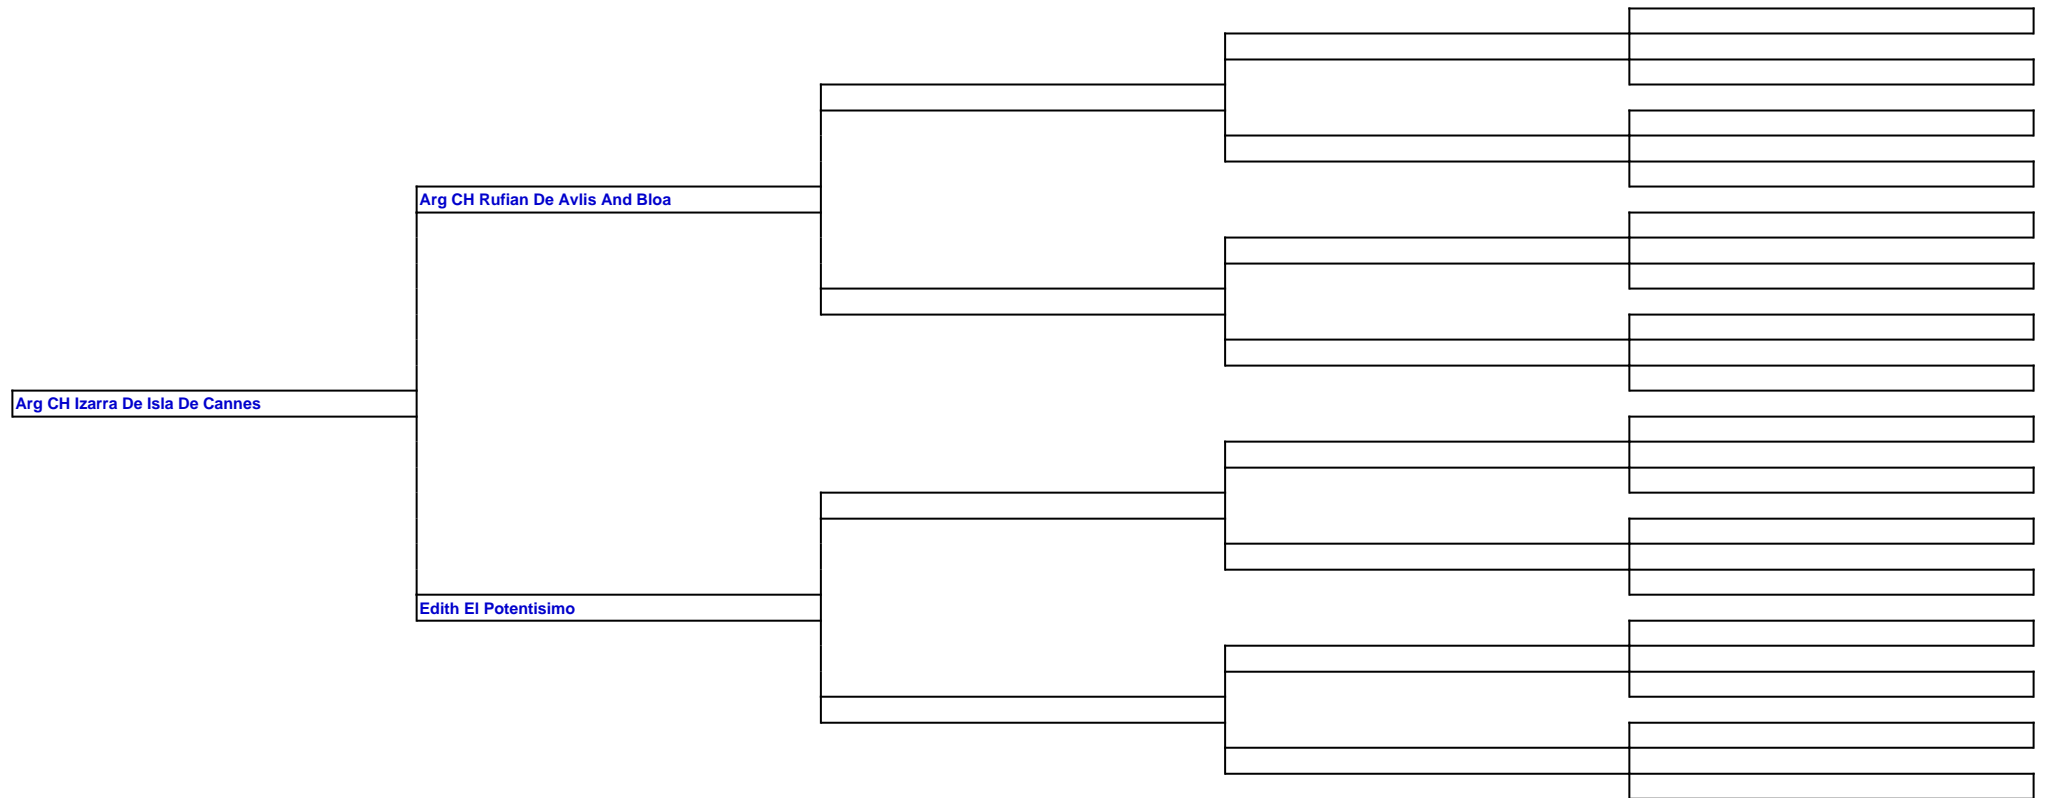 Arg CH Rufian De Avlis And Bloa
Arg CH Izarra De Isla De Cannes
Edith El Potentisimo